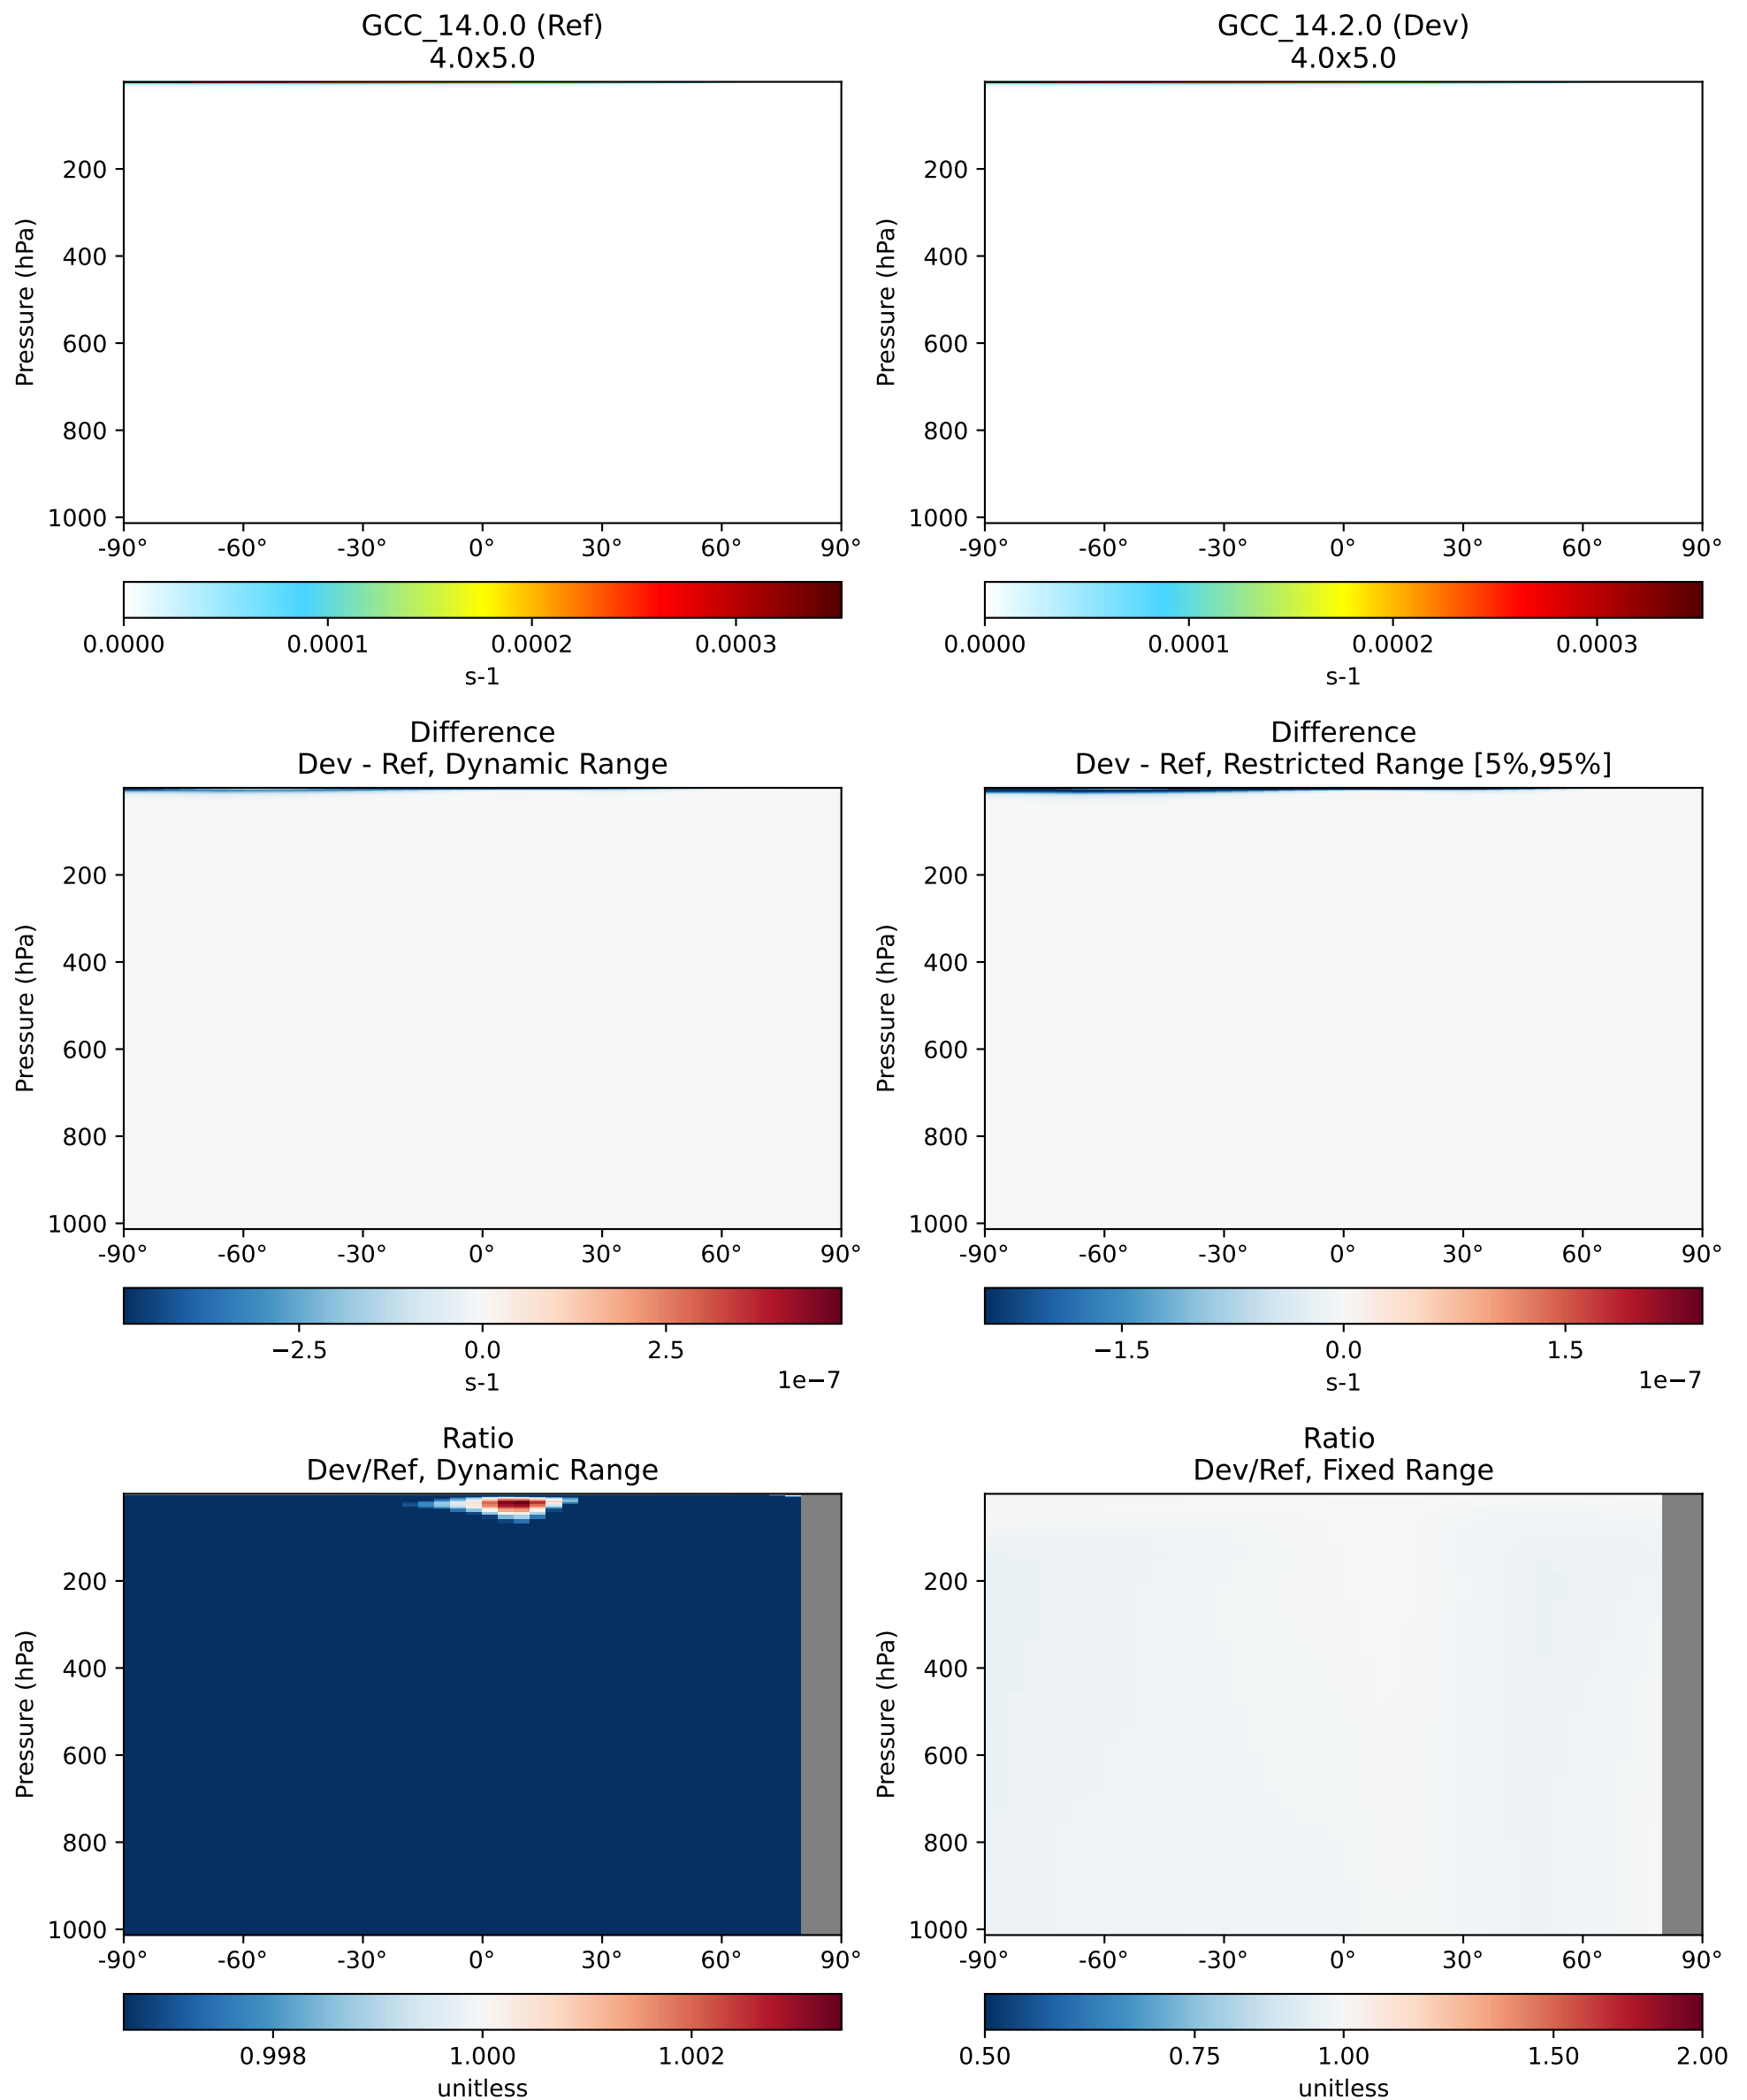 GCC_14.0.0 (Ref)
4.0x5.0
Pressure (hPa)
200
400
600
800
1000
-90° -60° -30° 0° 30° 60° 90°
0.0000 0.0001 0.0002 0.0003
s-1
GCC_14.2.0 (Dev)
4.0x5.0
Pressure (hPa)
200
400
600
800
1000
-90° -60° -30° 0° 30° 60° 90°
0.0000 0.0001 0.0002 0.0003
s-1
Difference
Dev - Ref, Dynamic Range
Pressure (hPa)
200
400
600
800
1000
-90° -60° -30° 0° 30° 60° 90°
−2.5 0.0 2.5
s-1
1e−7
Difference
Dev - Ref, Restricted Range [5%,95%]
Pressure (hPa)
200
400
600
800
1000
-90° -60° -30° 0° 30° 60° 90°
−1.5 0.0 1.5
s-1
1e−7
Ratio
Dev/Ref, Dynamic Range
Pressure (hPa)
200
400
600
800
1000
-90° -60° -30° 0° 30° 60° 90°
0.998 1.000 1.002
unitless
Ratio
Dev/Ref, Fixed Range
Pressure (hPa)
200
400
600
800
1000
-90° -60° -30° 0° 30° 60° 90°
0.50 0.75 1.00 1.50 2.00
unitless